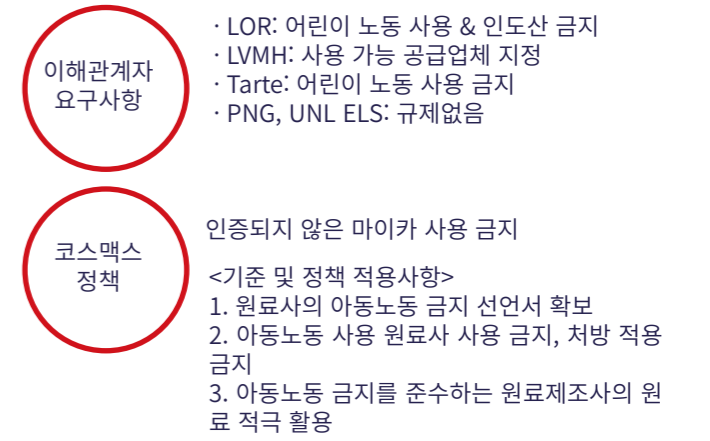 이해관계자
요구사항
· LOR: 어린이 노동 사용 & 인도산 금지
· LVMH: 사용 가능 공급업체 지정
· Tarte: 어린이 노동 사용 금지
· PNG, UNL ELS: 규제없음
코스맥스
정책
인증되지 않은 마이카 사용 금지
<기준 및 정책 적용사항>
1. 원료사의 아동노동 금지 선언서 확보
2. 아동노동 사용 원료사 사용 금지, 처방 적용
금지
3. 아동노동 금지를 준수하는 원료제조사의 원
료 적극 활용